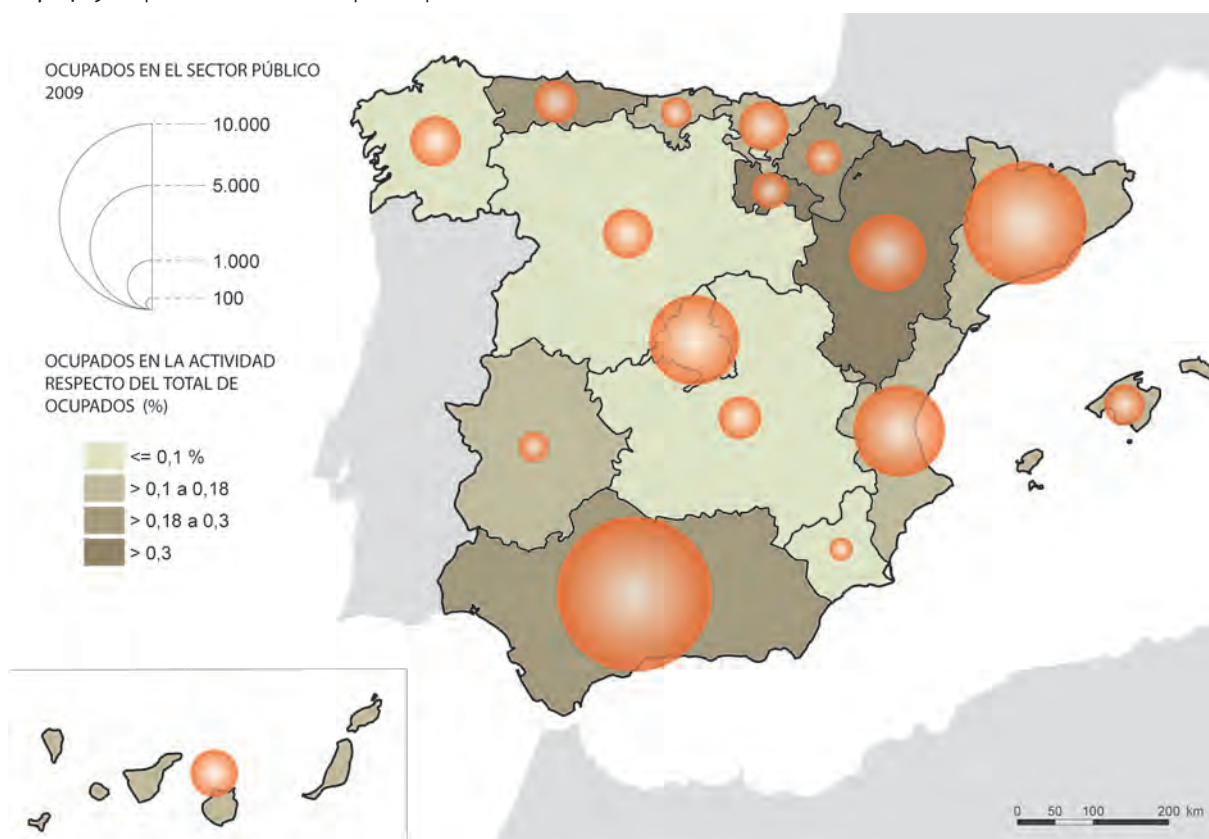 OCUPADOS EN EL SECTOR PÚBLICO
2009
10.000
5.000
1.000
100
OCUPADOS EN LA ACTIVIDAD
RESPECTO DEL TOTAL DE
OCUPADOS (%)
<= 0,1 %
> 0,1 a 0,18
> 0,18 a 0,3
> 0,3
0 50 100 200 km